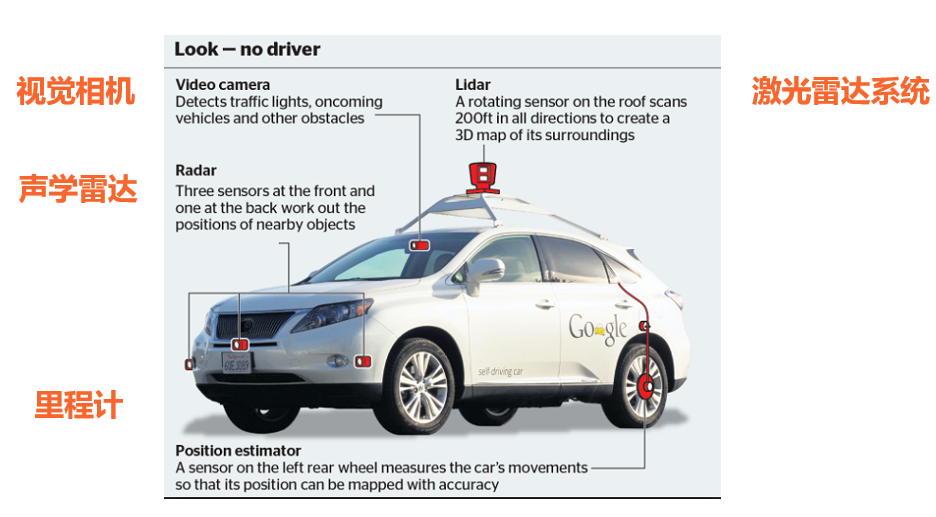 Look — no driver
视觉相机
Video camera
Detects traffic lights, oncoming
vehicles and other obstacles
Lidar
A rotating sensor on the roof scans
200ft in all directions to create a
3D map of its surroundings
激光雷达系统
声学雷达
Radar
Three sensors at the front and
one at the back work out the
positions of nearby objects
Google
self-driving car
里程计
Position estimator
A sensor on the left rear wheel measures the car's movements
so that its position can be mapped with accuracy